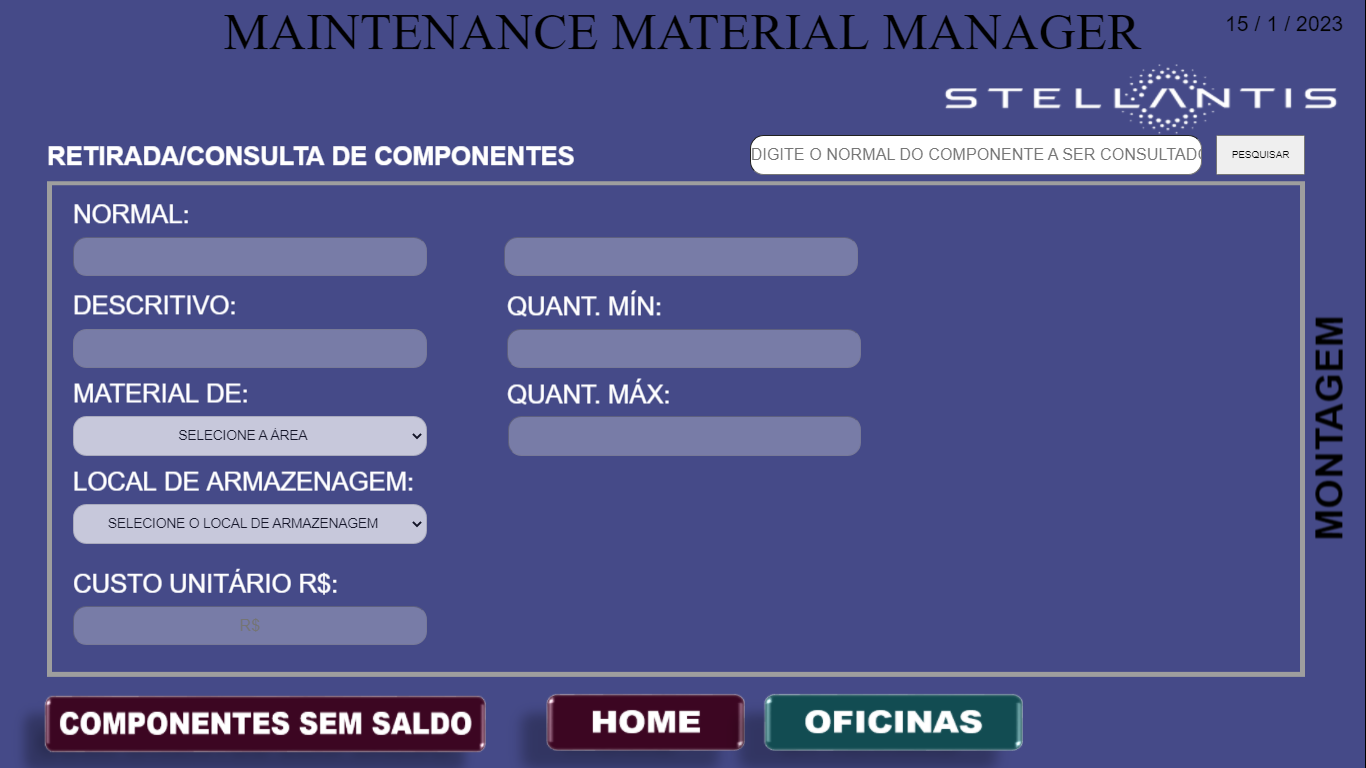 MAINTENANCE MATERIAL MANAGER
15 / 1 / 2023
STELLANTIS
RETIRADA/CONSULTA DE COMPONENTES
DIGITE O NORMAL DO COMPONENTE A SER CONSULTADO
PESQUISAR
NORMAL:
DESCRITIVO:
QUANT. MÍN:
MATERIAL DE:
QUANT. MÁX:
SELECIONE A ÁREA
LOCAL DE ARMAZENAGEM:
SELECIONE O LOCAL DE ARMAZENAGEM
CUSTO UNITÁRIO R$:
R$
MONTAGEM
COMPONENTES SEM SALDO
HOME
OFICINAS